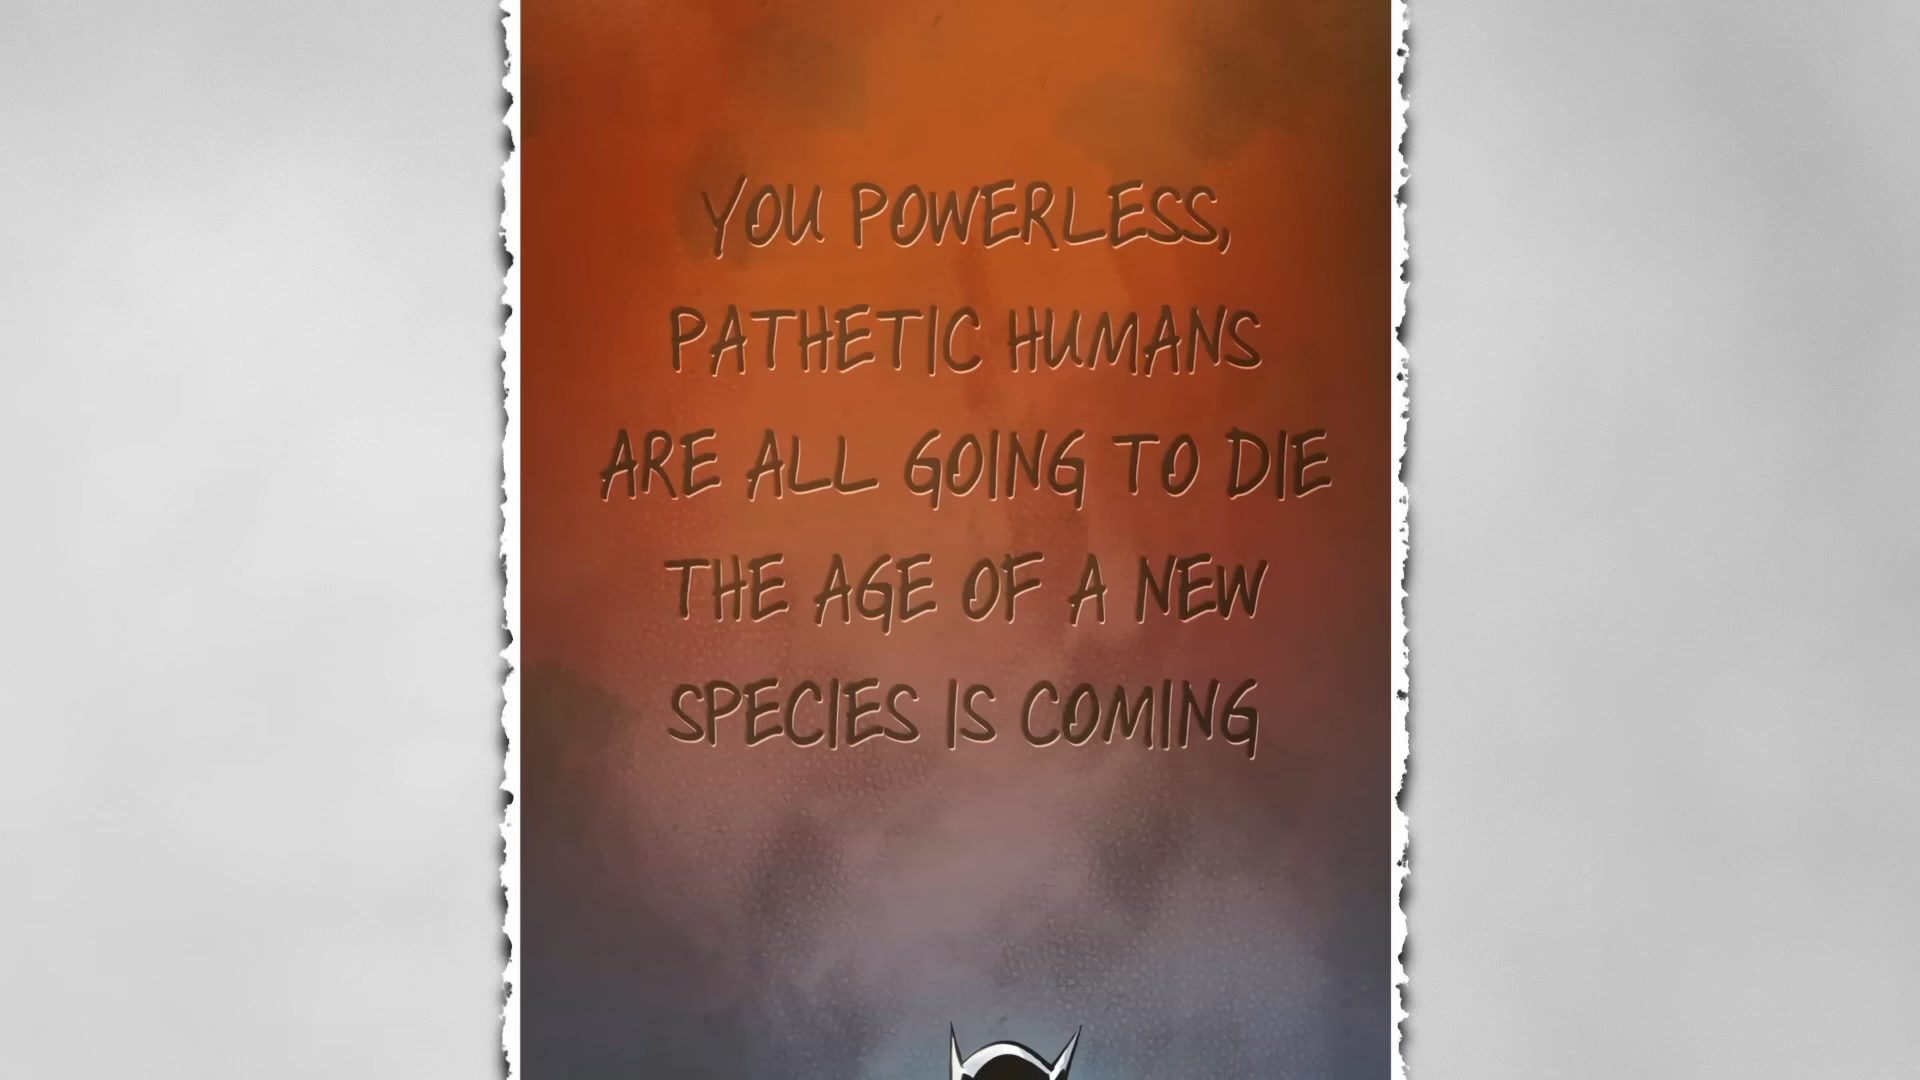 YOU POWERLESS,
PATHETIC HUMANS
ARE ALL GOING TO DIE
THE AGE OF A NEW
SPECIES IS COMING